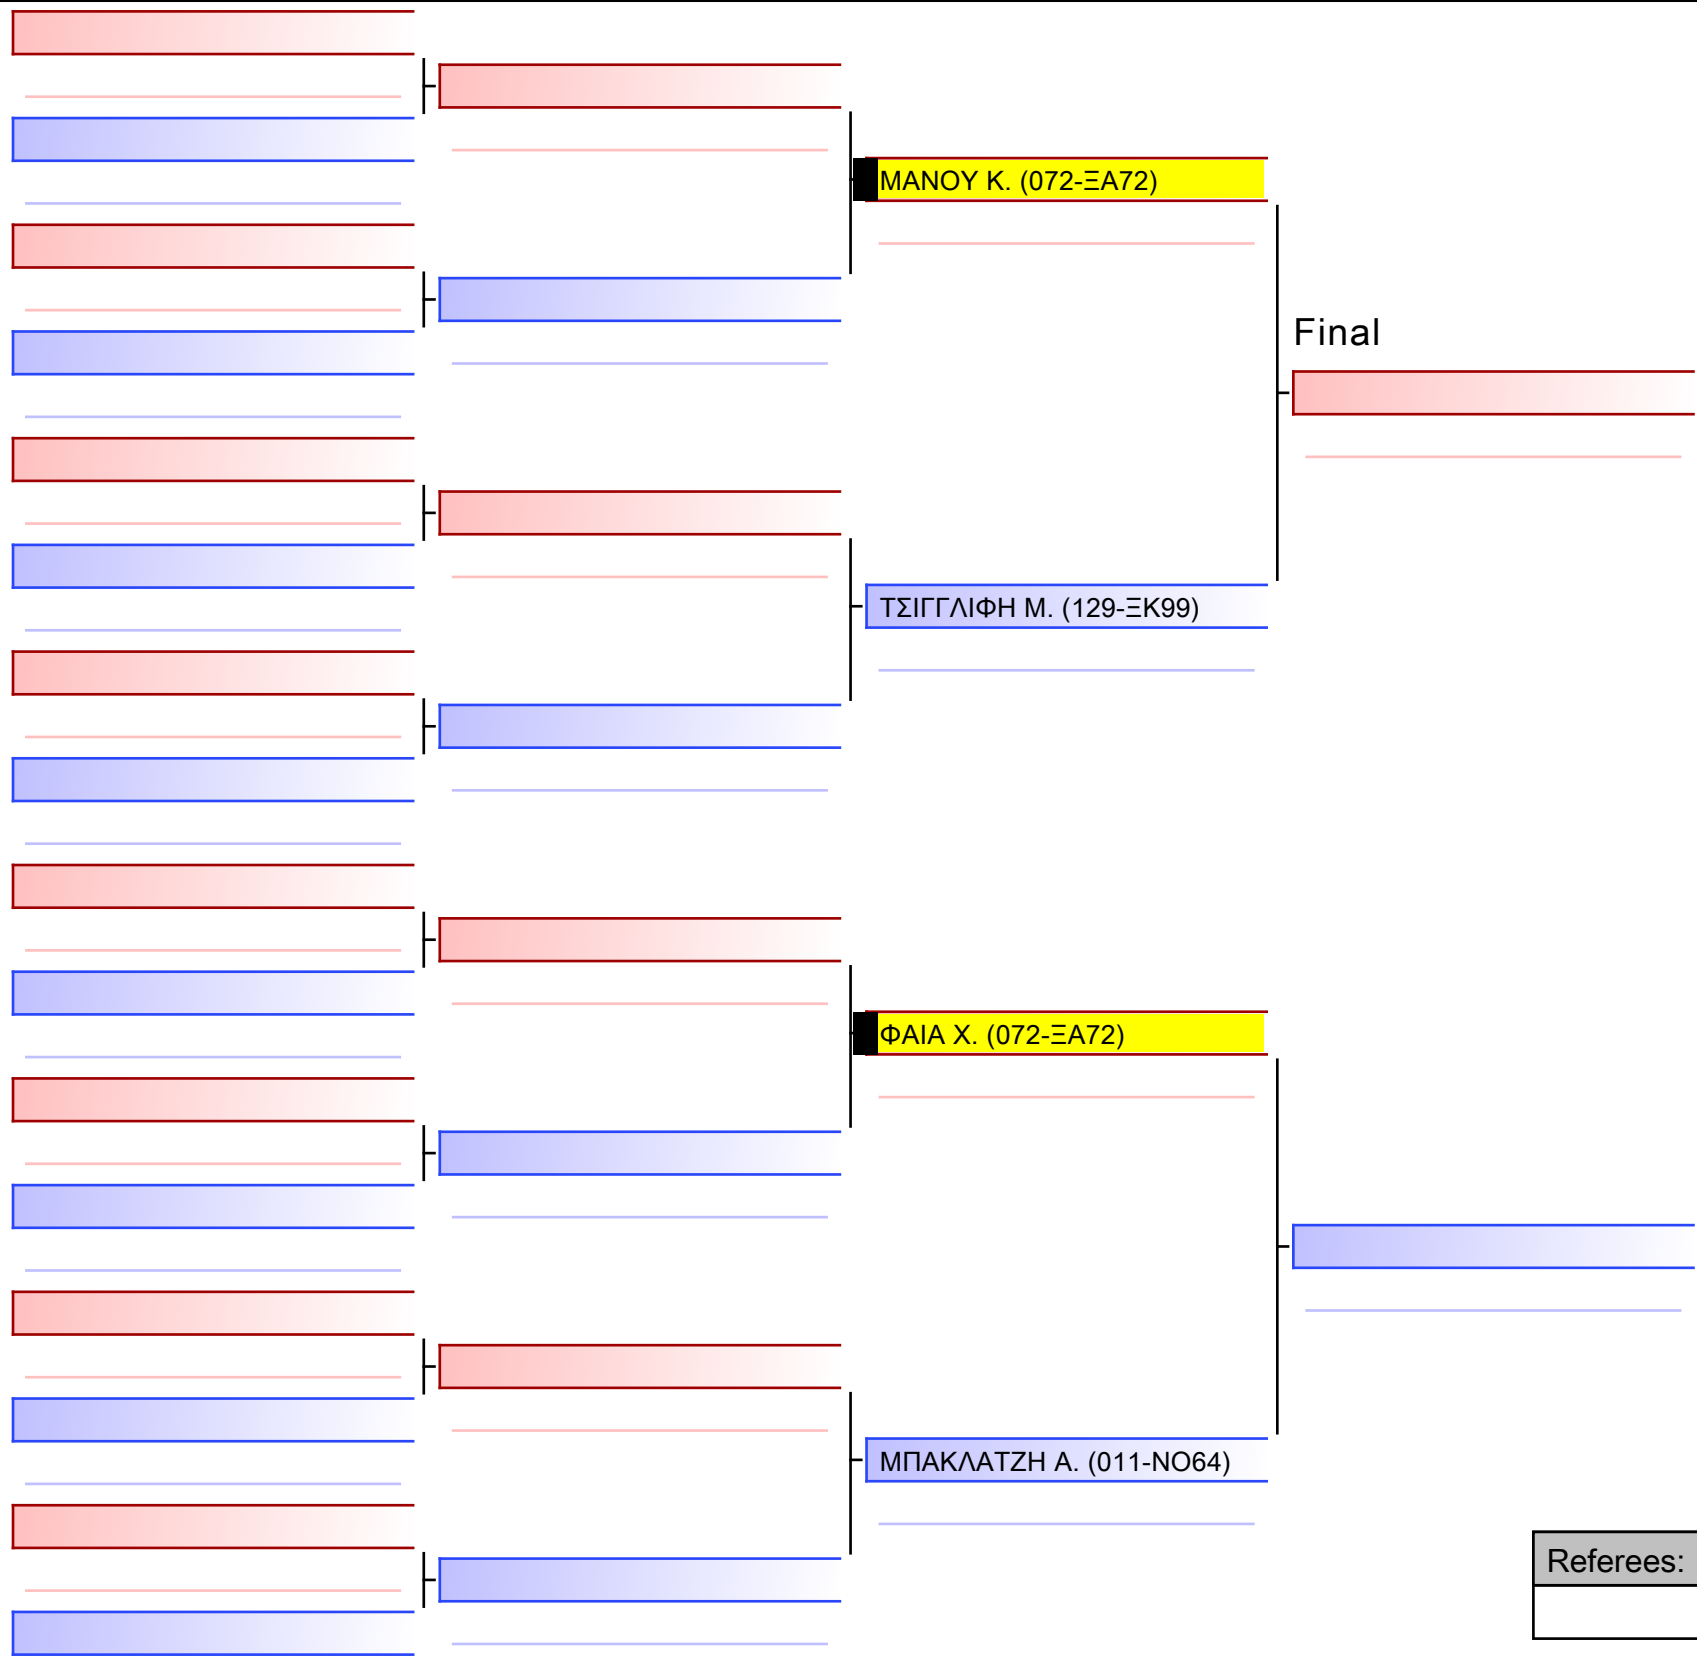 ΜΑΝΟΥ Κ. (072-ΞΑ72)
Final
ΤΣΙΓΓΛΙΦΗ Μ. (129-ΞΚ99)
ΦΑΙΑ Χ. (072-ΞΑ72)
ΜΠΑΚΛΑΤΖΗ Α. (011-ΝΟ64)
Referees: